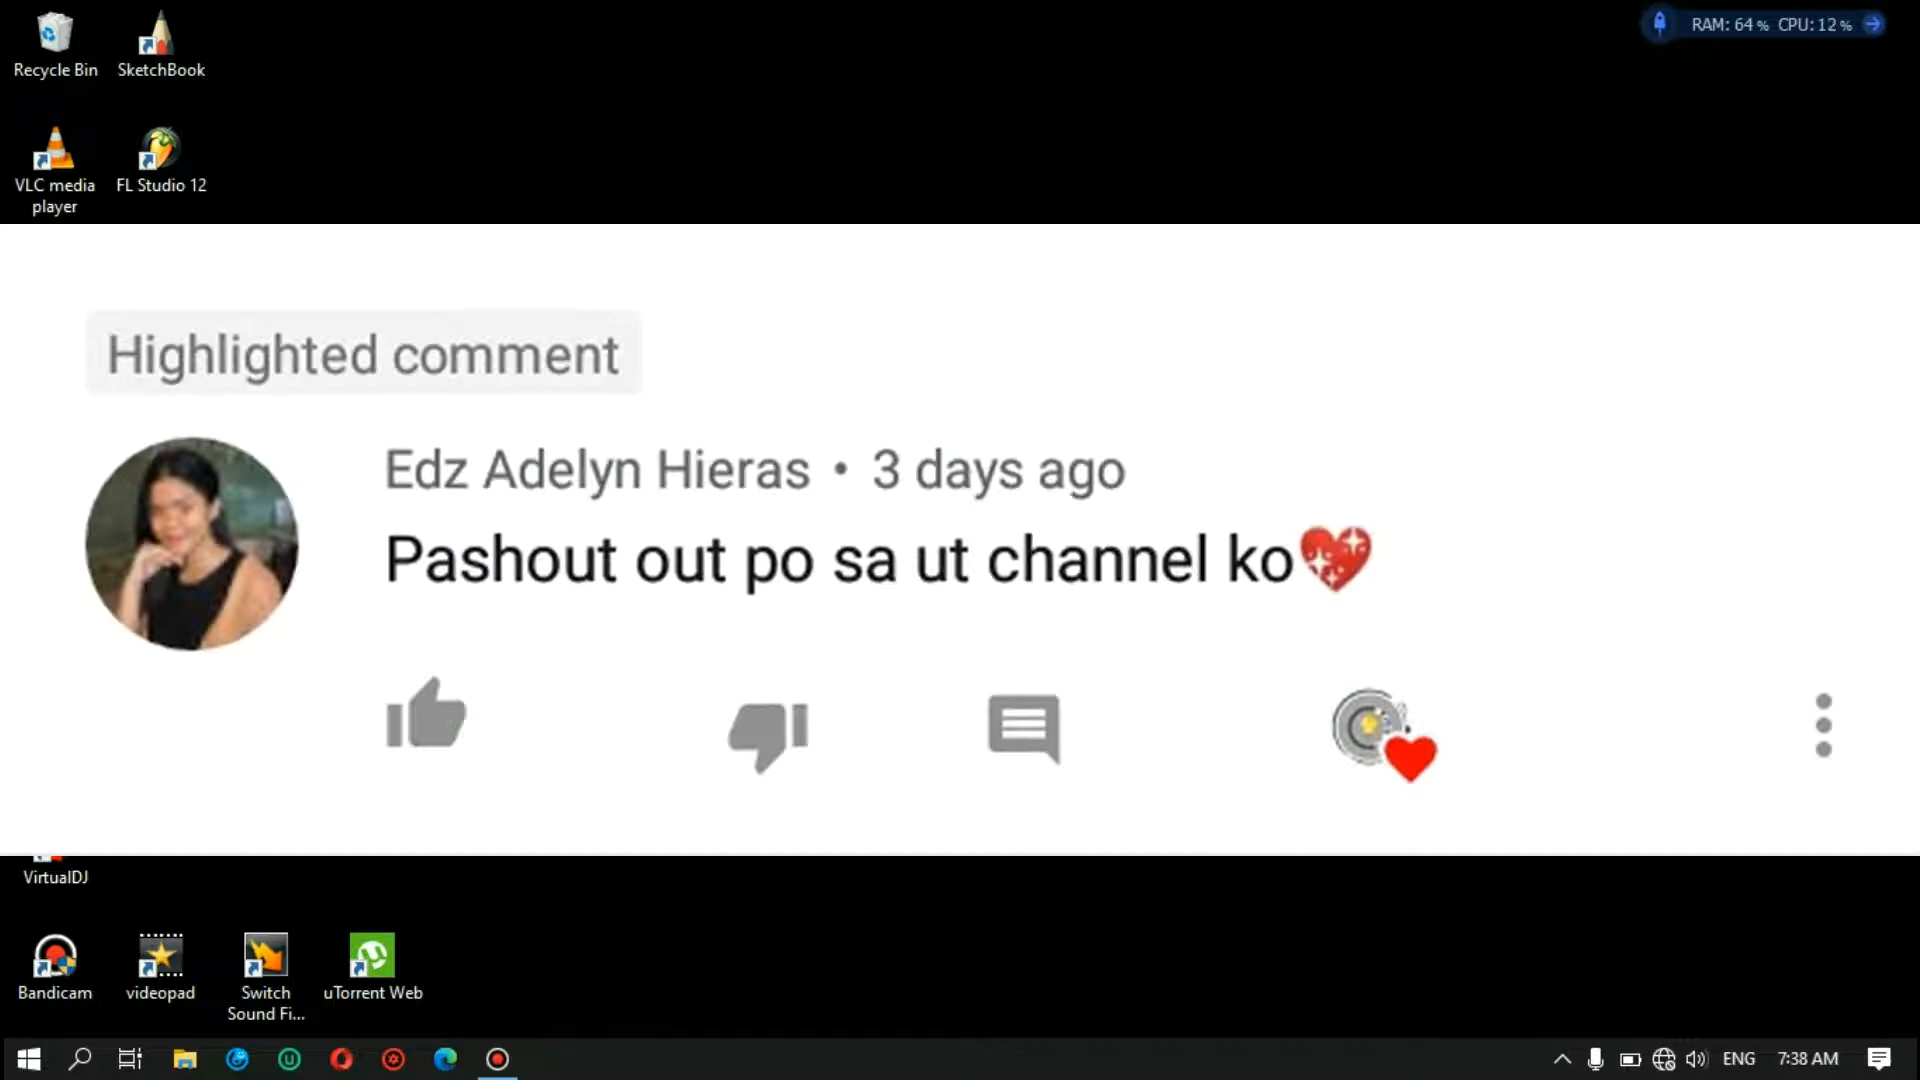 Recycle Bin
SketchBook
RAM: 64 % CPU: 12 %
VLC media
player
FL Studio 12
Highlighted comment
Edz Adelyn Hieras • 3 days ago
Pashout out po sa ut channel ko💖
VirtualDJ
Bandicam
videopad
Switch
Sound Fi...
uTorrent Web
ENG
7:38 AM